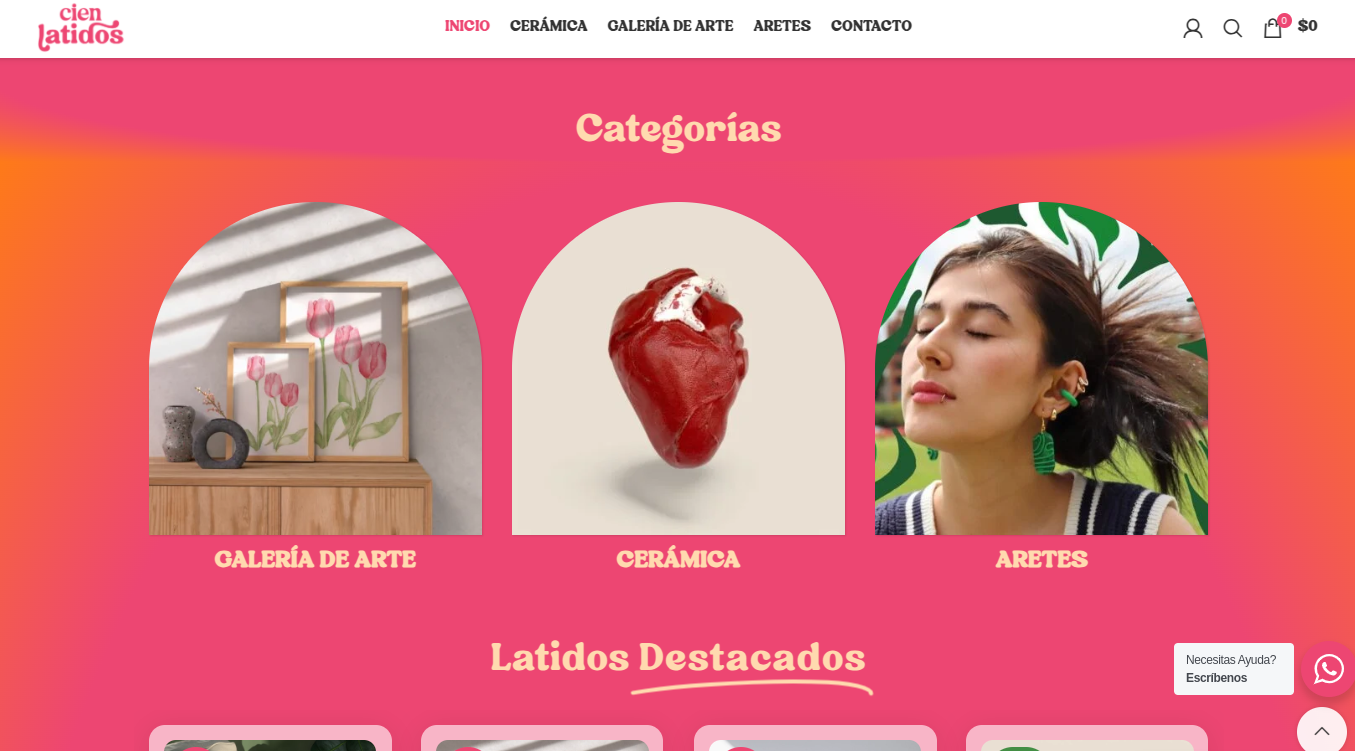 cien
latidos
INICIO CERÁMICA GALERÍA DE ARTE ARETES CONTACTO
0 $0
Categorías
GALERÍA DE ARTE CERÁMICA ARETES
Latidos Destacados
Necesitas Ayuda?
Escríbenos